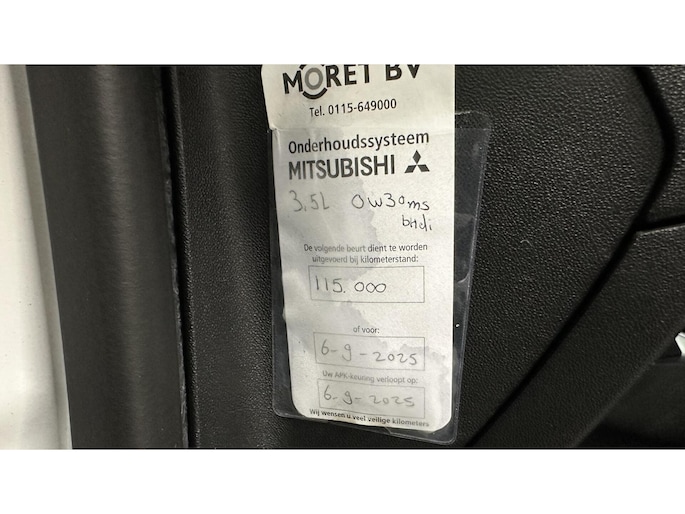 MORET BV
Tel. 0115-649000
Onderhoudssysteem
MITSUBISHI
3,5L 0w30ms
bHdi
De volgende beurt dient te worden
uitgevoerd bij kilometerstand:
115.000
of voor:
6-9-2025
Uw APK-keuring verloopt op:
6-9-2025
Wij wensen u veel veilige kilometers